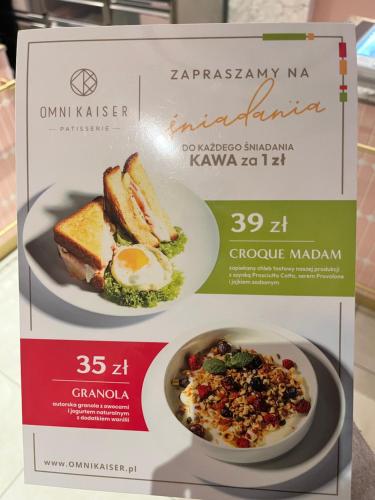 OMNI KAISER
PATISSERIE
ZAPRASZAMY NA
śniadania
DO KAŻDEGO ŚNIADANIA
KAWA za 1 zł
39 zł
CROQUE MADAM
zapiekany chleb tostowy naszej produkcji
z szynką Prosciutto Cotto, serem Provolone
i jajkiem sadzonym
35 zł
GRANOLA
autorska granola z owocami
i jogurtem naturalnym
z dodatkiem wanilii
www.OMNIKAISER.pl